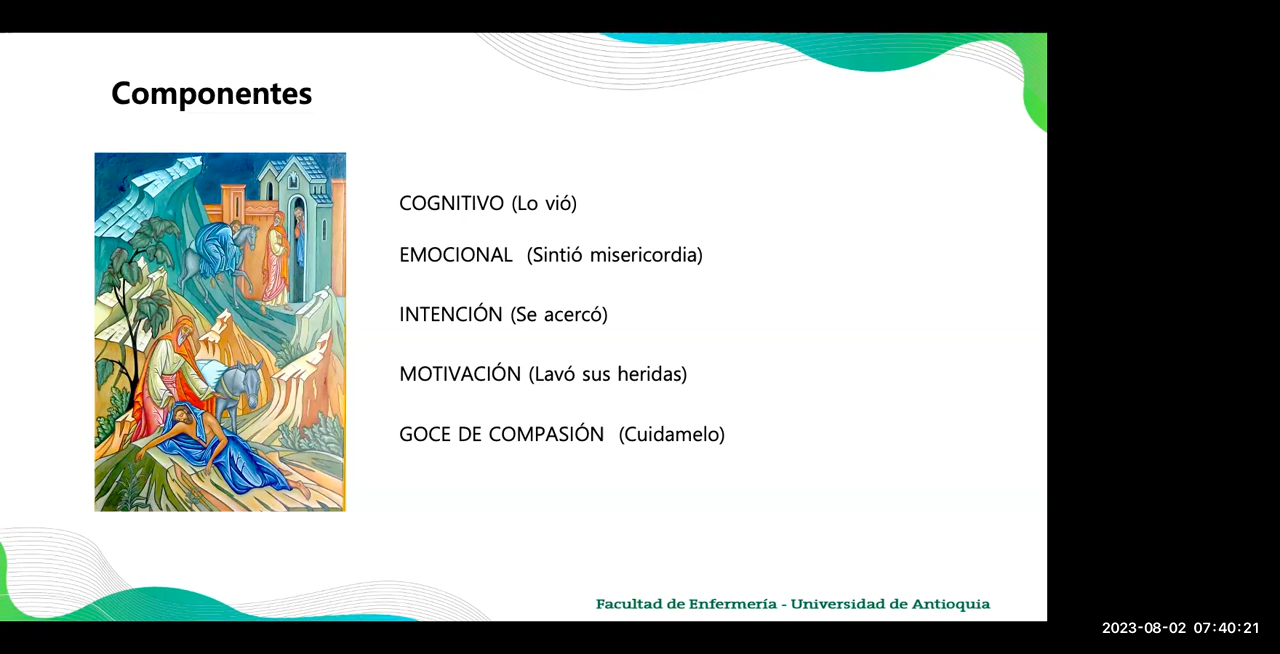 Componentes
COGNITIVO (Lo vió)
EMOCIONAL (Sintió misericordia)
INTENCIÓN (Se acercó)
MOTIVACIÓN (Lavó sus heridas)
GOCE DE COMPASIÓN (Cuidamelo)
Facultad de Enfermería - Universidad de Antioquia
2023-08-02 07:40:21